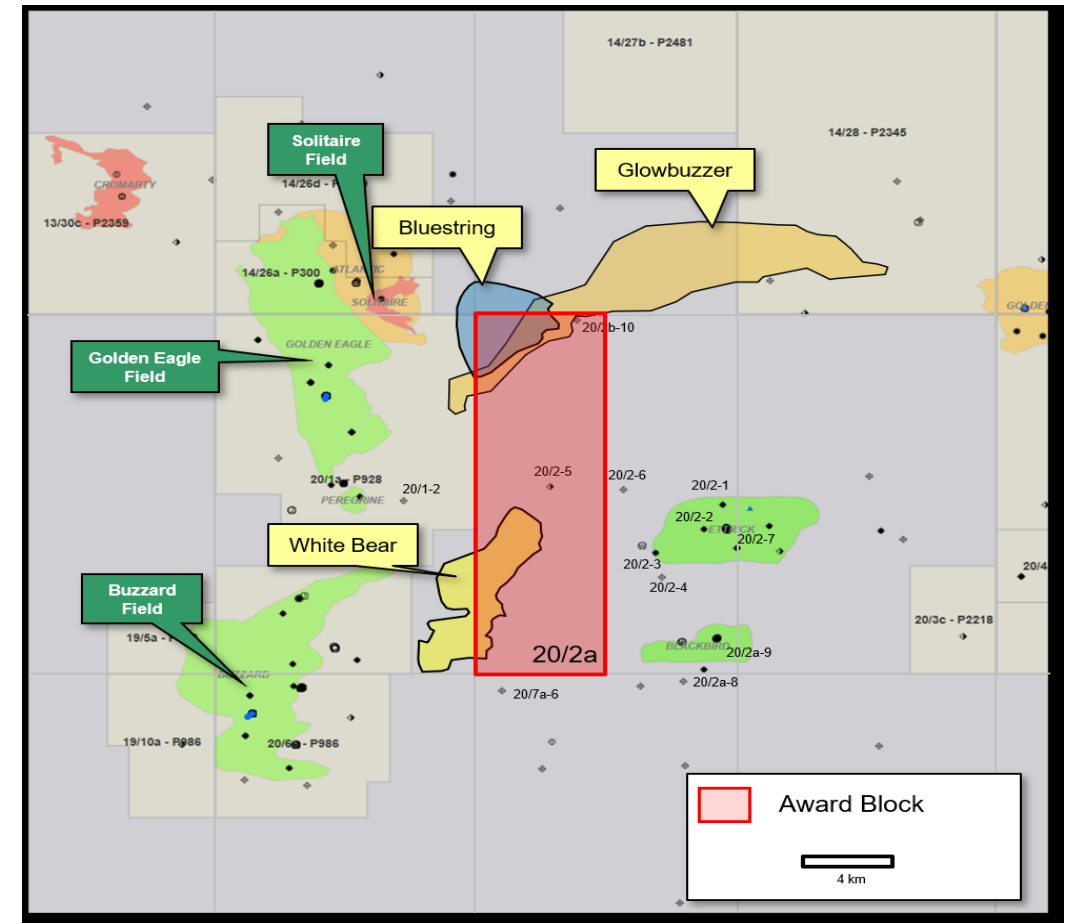 14/27b - P2481
14/28 - P2345
Solitaire
Field
Glowbuzzer
CROMARTY
14/26d - P
13/30c - P2359
Bluestring
14/26a - P300
ATLANTIC
SOLITAIRE
GOLDEN
20/2b-10
GOLDEN EAGLE
Golden Eagle
Field
20/2-5
20/2-6
20/1a - P928
20/1-2
20/2-1
PEREGRINE
20/2-2
ETTRICK
20/2-7
White Bear
20/2-3
20/4
20/2-4
Buzzard
Field
20/3c - P2218
19/5a -
BLACKBIRD
20/2a-9
20/2a
BUZZARD
20/2a-8
20/7a-6
19/10a - P986
20/6a - P986
Award Block
4 km